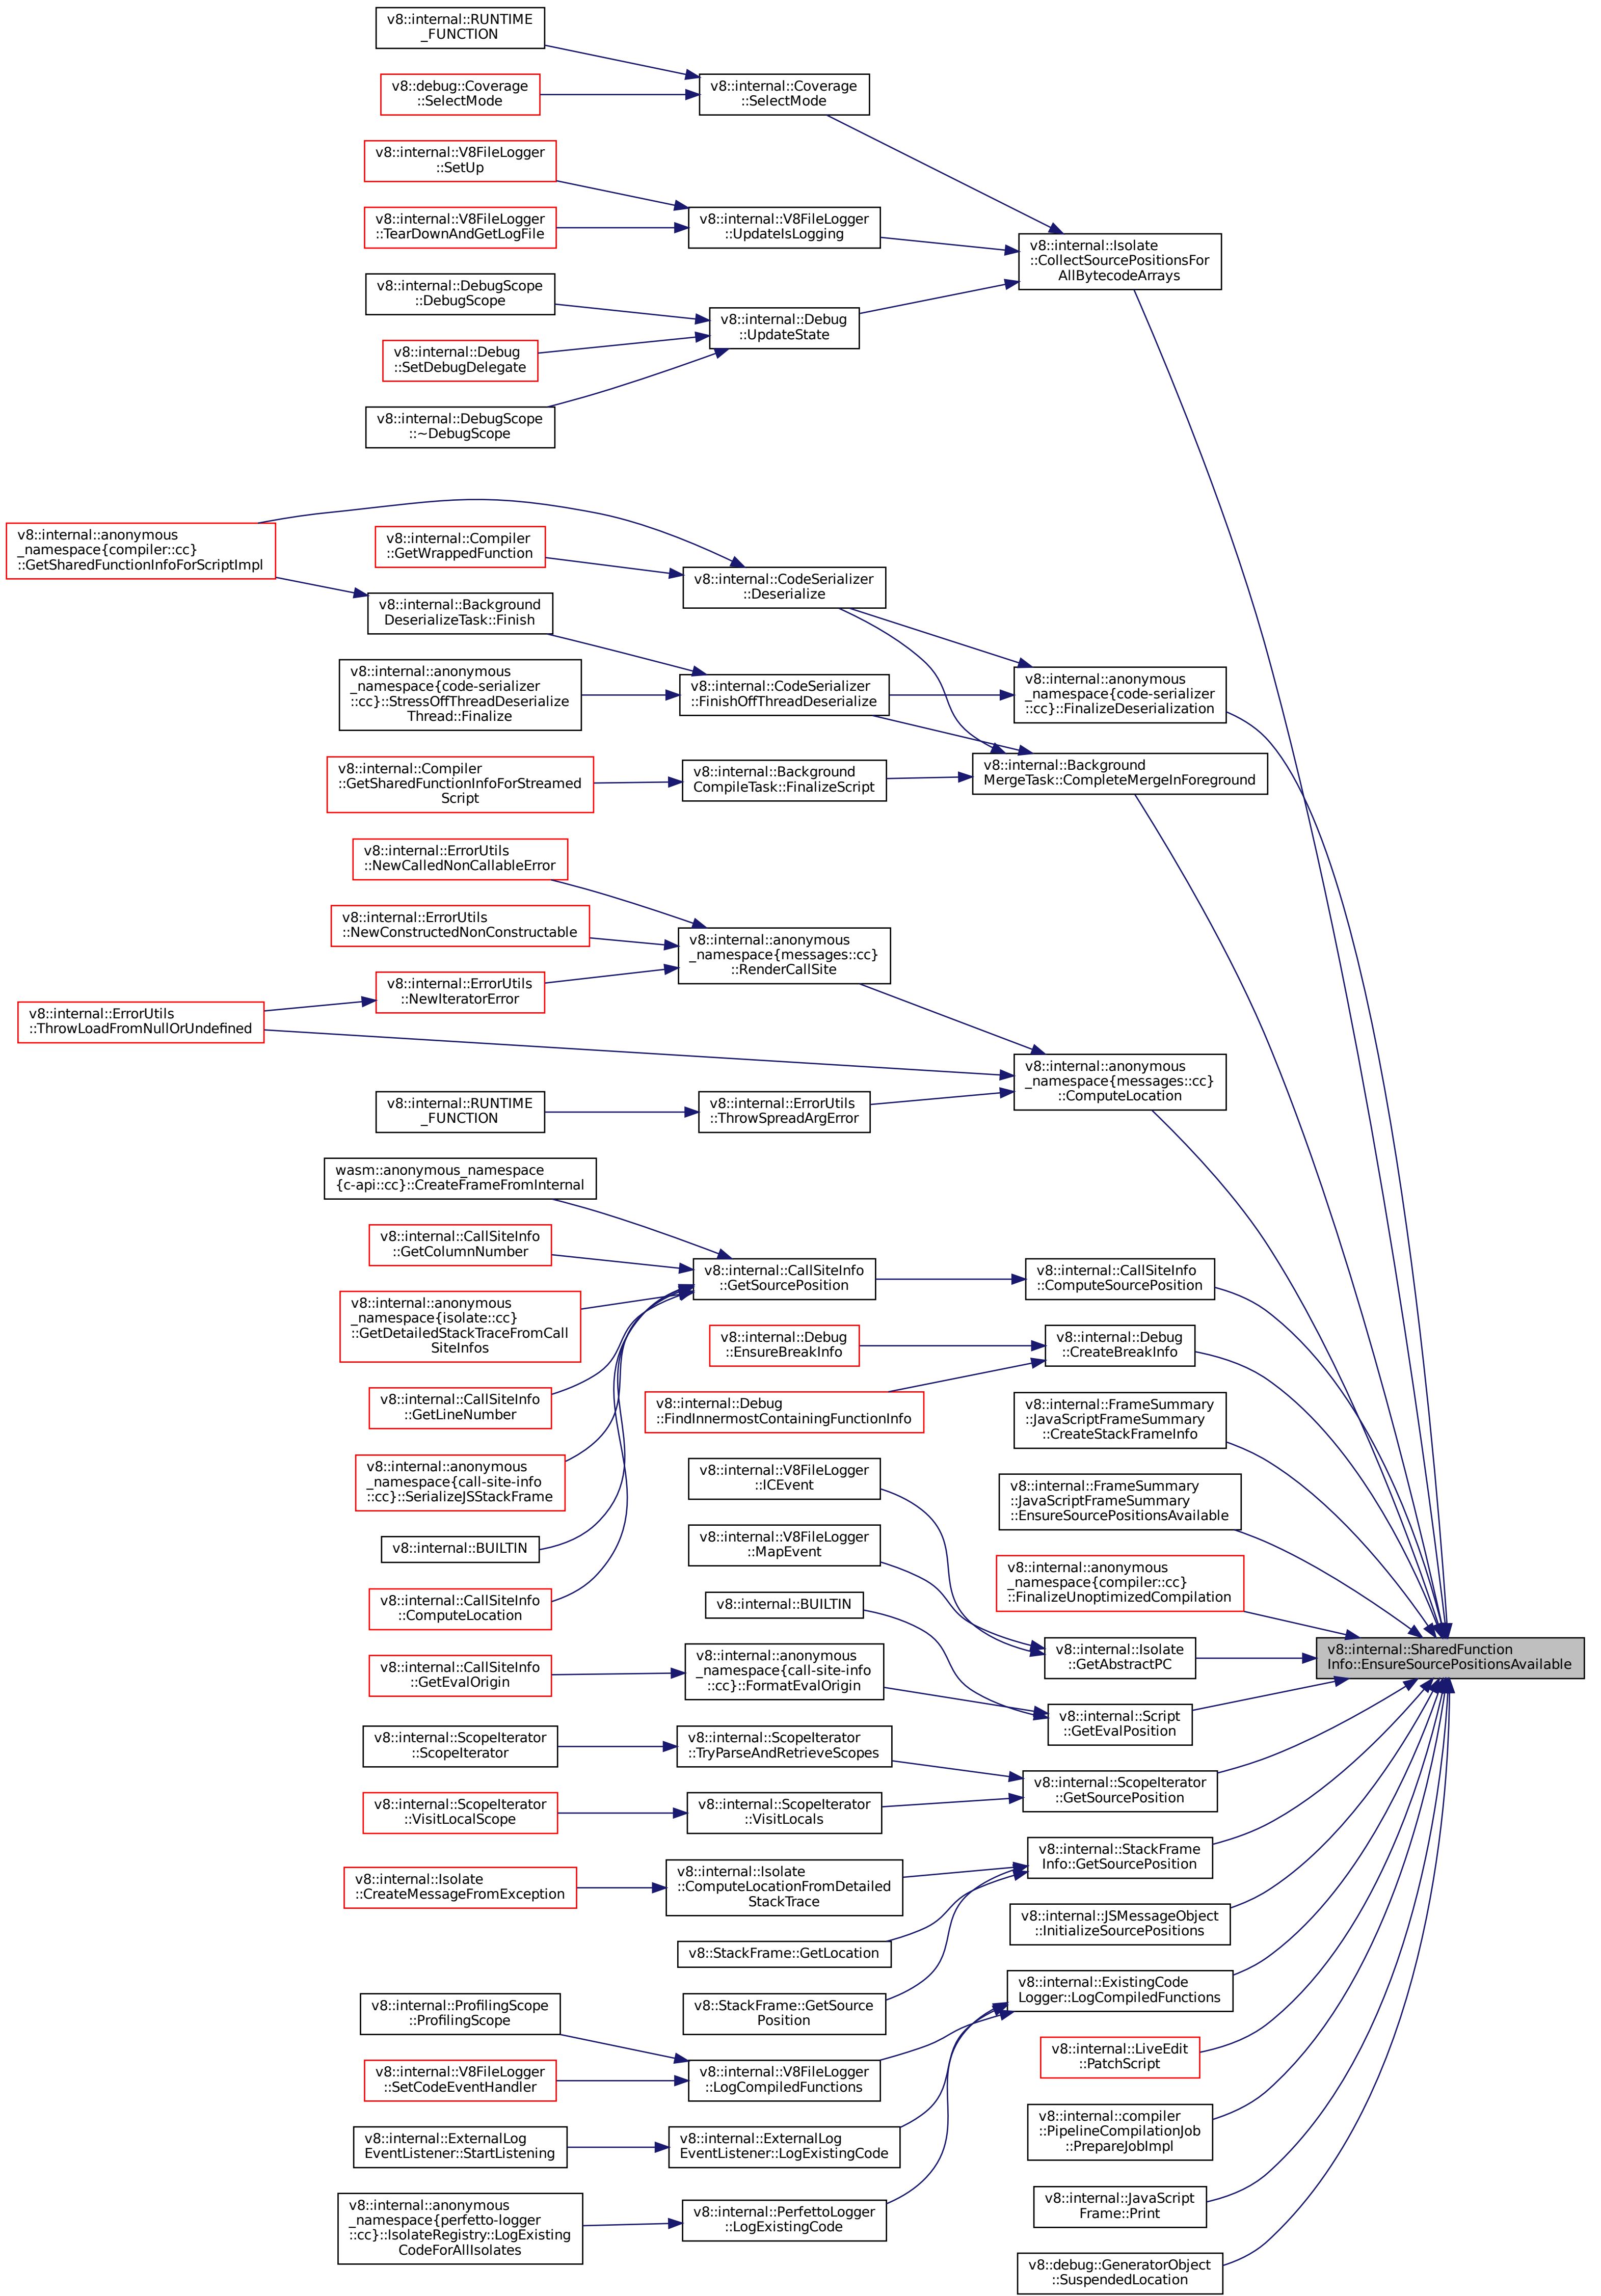 v8::internal::RUNTIME
_FUNCTION
v8::debug::Coverage
::SelectMode
v8::internal::Coverage
::SelectMode
v8::internal::V8FileLogger
::SetUp
v8::internal::V8FileLogger
::TearDownAndGetLogFile
v8::internal::V8FileLogger
::UpdateIsLogging
v8::internal::Isolate
::CollectSourcePositionsFor
AllBytecodeArrays
v8::internal::DebugScope
::DebugScope
v8::internal::Debug
::UpdateState
v8::internal::Debug
::SetDebugDelegate
v8::internal::DebugScope
::~DebugScope
v8::internal::anonymous
_namespace{compiler::cc}
::GetSharedFunctionInfoForScriptImpl
v8::internal::Compiler
::GetWrappedFunction
v8::internal::CodeSerializer
::Deserialize
v8::internal::Background
DeserializeTask::Finish
v8::internal::anonymous
_namespace{code-serializer
::cc}::StressOffThreadDeserialize
Thread::Finalize
v8::internal::CodeSerializer
::FinishOffThreadDeserialize
v8::internal::anonymous
_namespace{code-serializer
::cc}::FinalizeDeserialization
v8::internal::Compiler
::GetSharedFunctionInfoForStreamed
Script
v8::internal::Background
CompileTask::FinalizeScript
v8::internal::Background
MergeTask::CompleteMergeInForeground
v8::internal::ErrorUtils
::NewCalledNonCallableError
v8::internal::ErrorUtils
::NewConstructedNonConstructable
v8::internal::anonymous
_namespace{messages::cc}
::RenderCallSite
v8::internal::ErrorUtils
::NewIteratorError
v8::internal::ErrorUtils
::ThrowLoadFromNullOrUndefined
v8::internal::anonymous
_namespace{messages::cc}
::ComputeLocation
v8::internal::RUNTIME
_FUNCTION
v8::internal::ErrorUtils
::ThrowSpreadArgError
wasm::anonymous_namespace
{c-api::cc}::CreateFrameFromInternal
v8::internal::CallSiteInfo
::GetColumnNumber
v8::internal::CallSiteInfo
::GetSourcePosition
v8::internal::CallSiteInfo
::ComputeSourcePosition
v8::internal::anonymous
_namespace{isolate::cc}
::GetDetailedStackTraceFromCall
SiteInfos
v8::internal::Debug
::EnsureBreakInfo
v8::internal::Debug
::CreateBreakInfo
v8::internal::CallSiteInfo
::GetLineNumber
v8::internal::Debug
::FindInnermostContainingFunctionInfo
v8::internal::FrameSummary
::JavaScriptFrameSummary
::CreateStackFrameInfo
v8::internal::anonymous
_namespace{call-site-info
::cc}::SerializeJSStackFrame
v8::internal::V8FileLogger
::ICEvent
v8::internal::FrameSummary
::JavaScriptFrameSummary
::EnsureSourcePositionsAvailable
v8::internal::BUILTIN
v8::internal::V8FileLogger
::MapEvent
v8::internal::anonymous
_namespace{compiler::cc}
::FinalizeUnoptimizedCompilation
v8::internal::CallSiteInfo
::ComputeLocation
v8::internal::BUILTIN
v8::internal::Isolate
::GetAbstractPC
v8::internal::SharedFunction
Info::EnsureSourcePositionsAvailable
v8::internal::CallSiteInfo
::GetEvalOrigin
v8::internal::anonymous
_namespace{call-site-info
::cc}::FormatEvalOrigin
v8::internal::Script
::GetEvalPosition
v8::internal::ScopeIterator
::ScopeIterator
v8::internal::ScopeIterator
::TryParseAndRetrieveScopes
v8::internal::ScopeIterator
::GetSourcePosition
v8::internal::ScopeIterator
::VisitLocalScope
v8::internal::ScopeIterator
::VisitLocals
v8::internal::StackFrame
Info::GetSourcePosition
v8::internal::Isolate
::CreateMessageFromException
v8::internal::Isolate
::ComputeLocationFromDetailed
StackTrace
v8::internal::JSMessageObject
::InitializeSourcePositions
v8::StackFrame::GetLocation
v8::StackFrame::GetSource
Position
v8::internal::ExistingCode
Logger::LogCompiledFunctions
v8::internal::ProfilingScope
::ProfilingScope
v8::internal::V8FileLogger
::SetCodeEventHandler
v8::internal::V8FileLogger
::LogCompiledFunctions
v8::internal::LiveEdit
::PatchScript
v8::internal::ExternalLog
EventListener::StartListening
v8::internal::ExternalLog
EventListener::LogExistingCode
v8::internal::compiler
::PipelineCompilationJob
::PrepareJobImpl
v8::internal::anonymous
_namespace{perfetto-logger
::cc}::IsolateRegistry::LogExisting
CodeForAllIsolates
v8::internal::PerfettoLogger
::LogExistingCode
v8::internal::JavaScript
Frame::Print
v8::debug::GeneratorObject
::SuspendedLocation